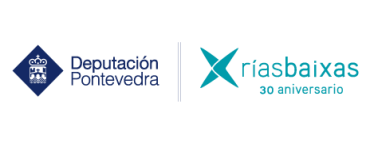 Deputación
Pontevedra
ríasbaixas
30 aniversario